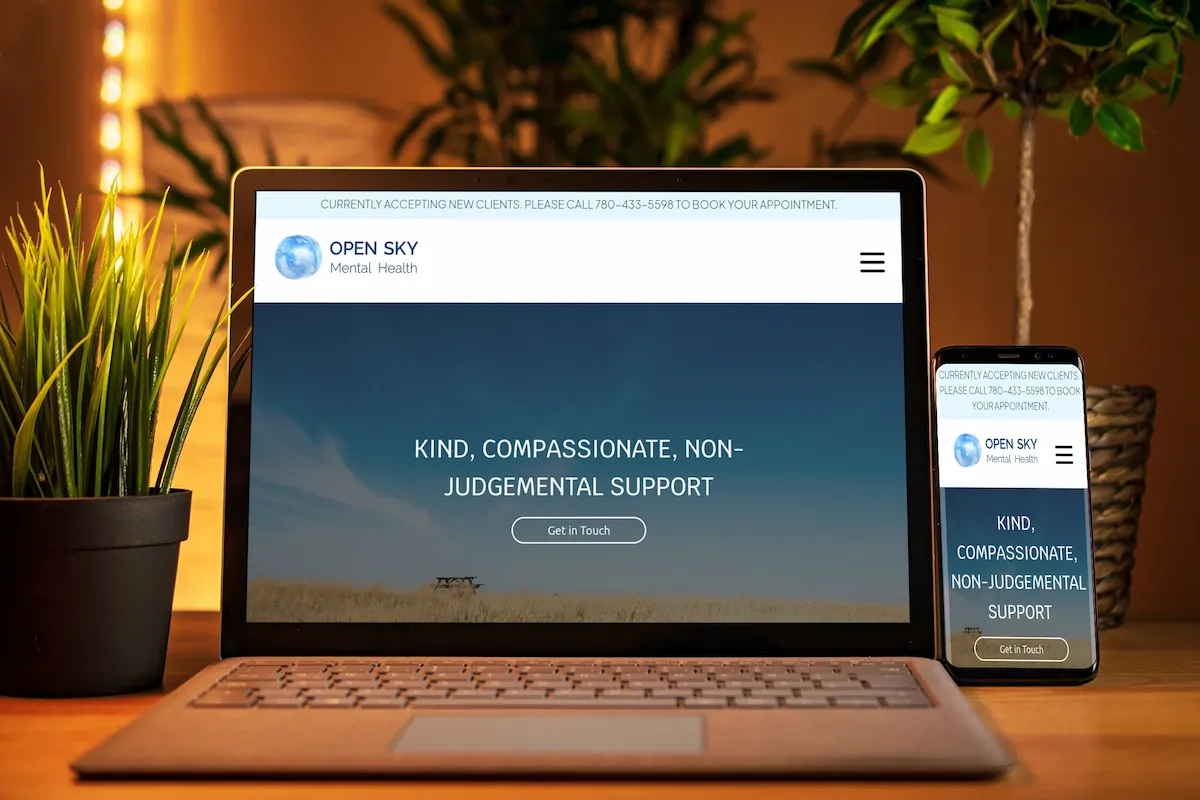 CURRENTLY ACCEPTING NEW CLIENTS. PLEASE CALL 780-433-5598 TO BOOK YOUR APPOINTMENT.
OPEN SKY
Mental Health
KIND, COMPASSIONATE, NON-
JUDGEMENTAL SUPPORT
Get in Touch
CURRENTLY ACCEPTING NEW CLIENTS.
PLEASE CALL 780-433-5598 TO BOOK
YOUR APPOINTMENT.
OPEN SKY
Mental Health
KIND,
COMPASSIONATE,
NON-JUDGEMENTAL
SUPPORT
Get in Touch